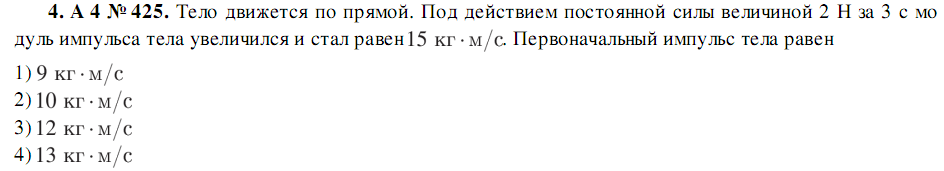 4. А 4 № 425. Тело движется по прямой. Под действием постоянной силы величиной 2 Н за 3 с мо
дуль импульса тела увеличился и стал равен 15 кг · м/с. Первоначальный импульс тела равен
1) 9 кг · м/с
2) 10 кг · м/с
3) 12 кг · м/с
4) 13 кг · м/с